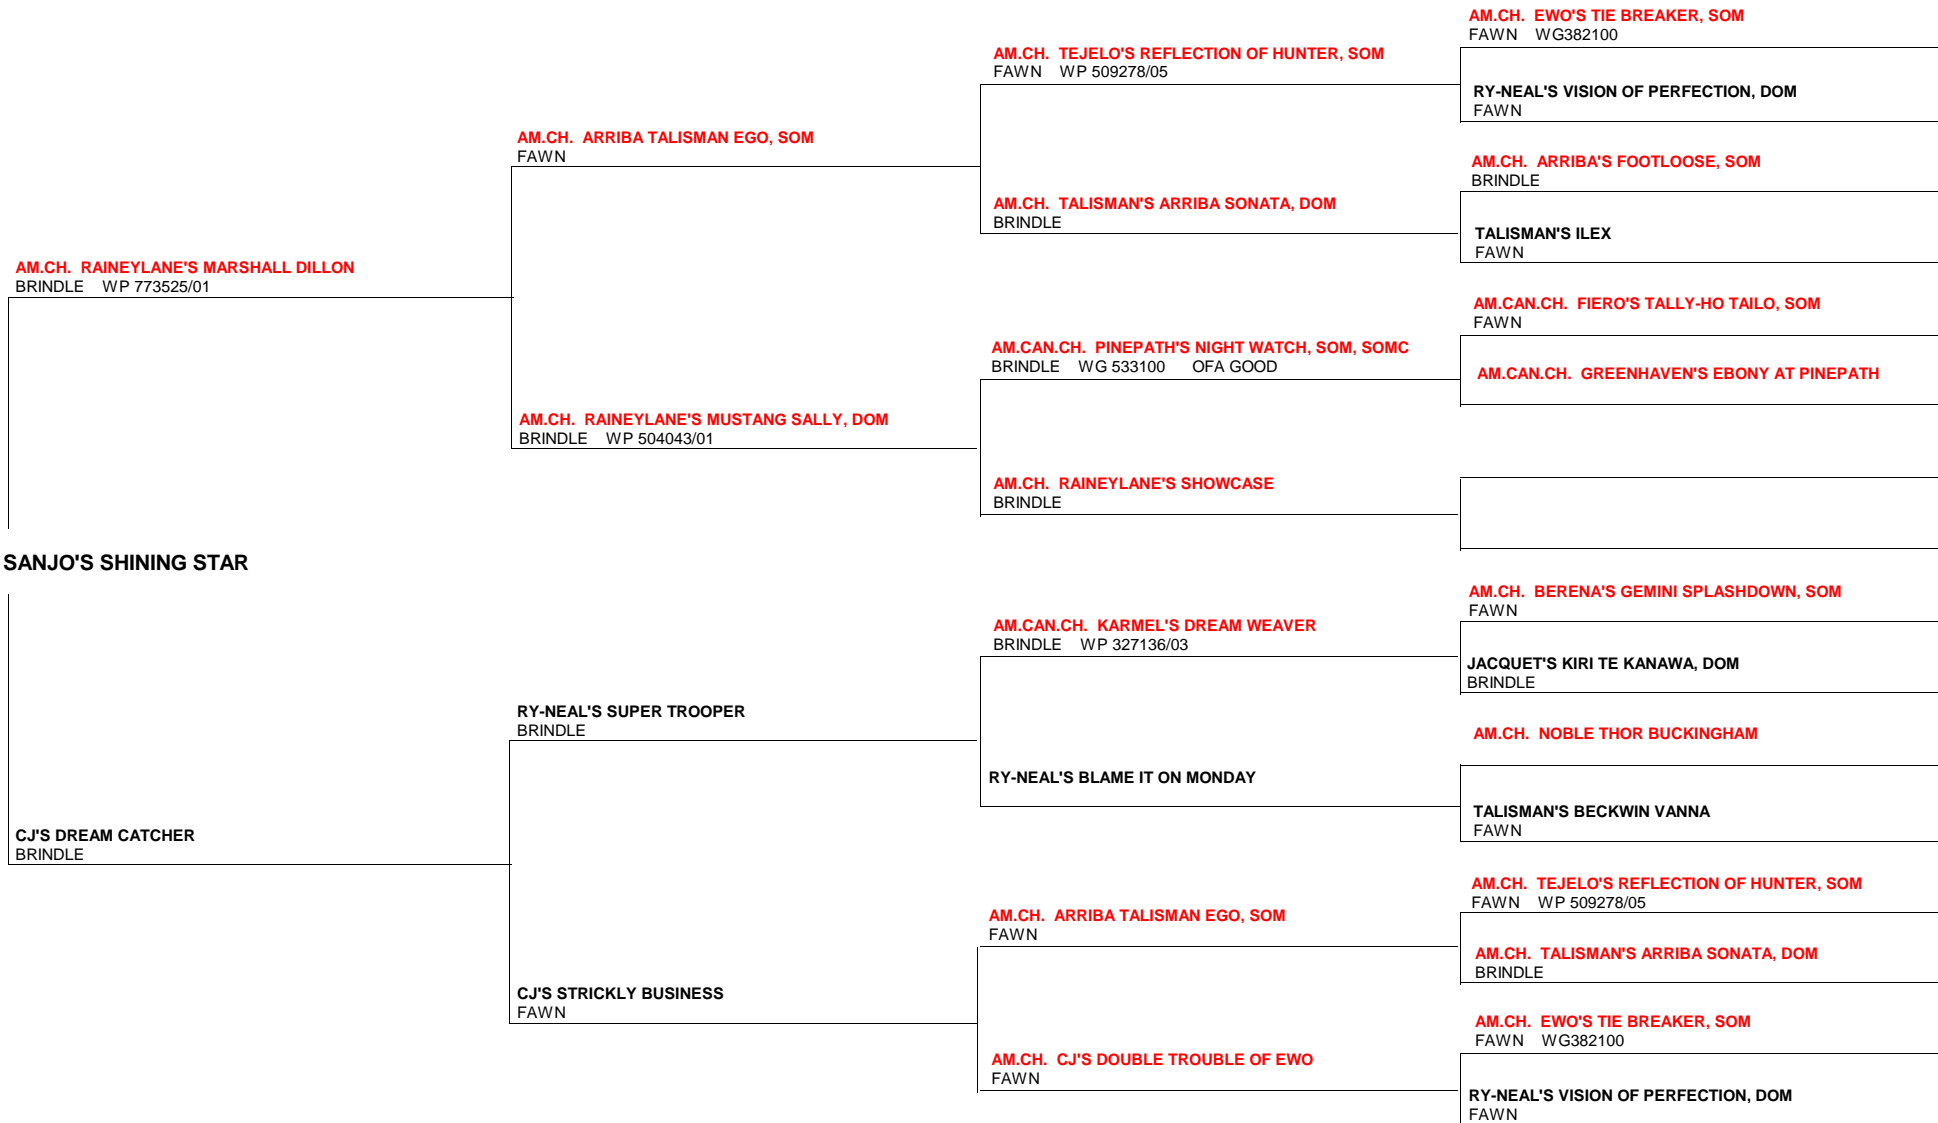 AM.CH. EWO'S TIE BREAKER, SOM
FAWN WG382100
AM.CH. TEJELO'S REFLECTION OF HUNTER, SOM
FAWN WP 509278/05
RY-NEAL'S VISION OF PERFECTION, DOM
FAWN
AM.CH. ARRIBA TALISMAN EGO, SOM
FAWN
AM.CH. ARRIBA'S FOOTLOOSE, SOM
BRINDLE
AM.CH. TALISMAN'S ARRIBA SONATA, DOM
BRINDLE
TALISMAN'S ILEX
FAWN
AM.CH. RAINEYLANE'S MARSHALL DILLON
BRINDLE WP 773525/01
AM.CAN.CH. FIERO'S TALLY-HO TAILO, SOM
FAWN
AM.CAN.CH. PINEPATH'S NIGHT WATCH, SOM, SOMC
BRINDLE WG 533100 OFA GOOD
AM.CAN.CH. GREENHAVEN'S EBONY AT PINEPATH
AM.CH. RAINEYLANE'S MUSTANG SALLY, DOM
BRINDLE WP 504043/01
AM.CH. RAINEYLANE'S SHOWCASE
BRINDLE
SANJO'S SHINING STAR
AM.CH. BERENA'S GEMINI SPLASHDOWN, SOM
FAWN
AM.CAN.CH. KARMEL'S DREAM WEAVER
BRINDLE WP 327136/03
JACQUET'S KIRI TE KANAWA, DOM
BRINDLE
RY-NEAL'S SUPER TROOPER
BRINDLE
AM.CH. NOBLE THOR BUCKINGHAM
RY-NEAL'S BLAME IT ON MONDAY
TALISMAN'S BECKWIN VANNA
FAWN
CJ'S DREAM CATCHER
BRINDLE
AM.CH. TEJELO'S REFLECTION OF HUNTER, SOM
FAWN WP 509278/05
AM.CH. ARRIBA TALISMAN EGO, SOM
FAWN
AM.CH. TALISMAN'S ARRIBA SONATA, DOM
BRINDLE
CJ'S STRICKLY BUSINESS
FAWN
AM.CH. EWO'S TIE BREAKER, SOM
FAWN WG382100
AM.CH. CJ'S DOUBLE TROUBLE OF EWO
FAWN
RY-NEAL'S VISION OF PERFECTION, DOM
FAWN